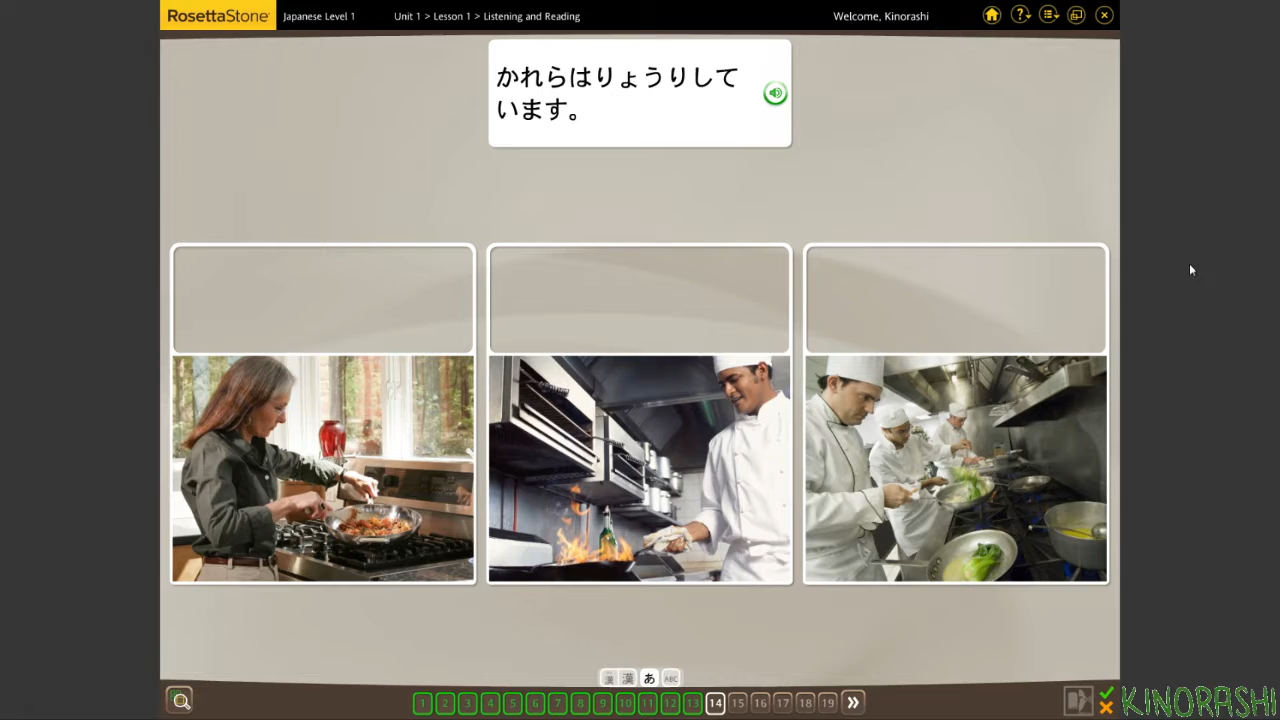 RosettaStone
Japanese Level 1
Unit 1 > Lesson 1 > Listening and Reading
Welcome, Kinorashi
かれらはりょうりして
います。
漢 漢 あ ABC
1 2 3 4 5 6 7 8 9 10 11 12 13 14 15 16 17 18 19
KINORASHI